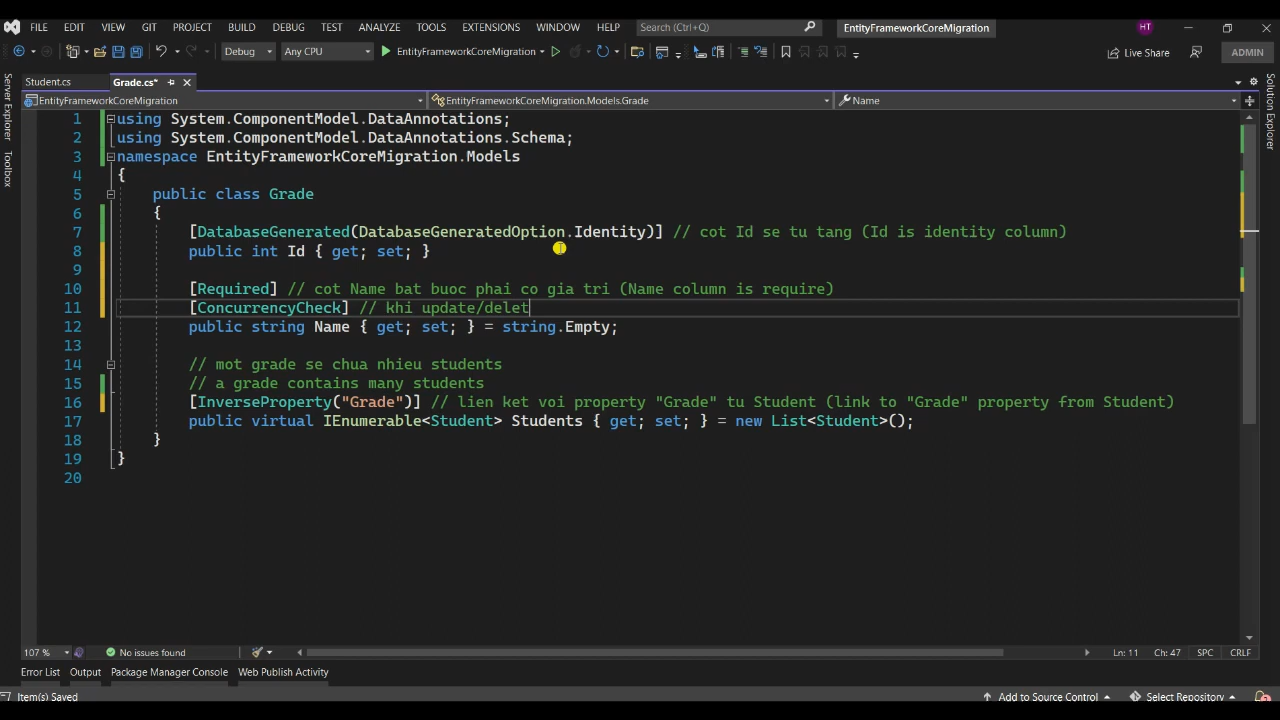 FILE EDIT VIEW GIT PROJECT BUILD DEBUG TEST ANALYZE TOOLS EXTENSIONS WINDOW HELP Search (Ctrl+Q) EntityFrameworkCoreMigration HT
Debug Any CPU EntityFrameworkCoreMigration Live Share ADMIN
Student.cs Grade.cs*
EntityFrameworkCoreMigration EntityFrameworkCoreMigration.Models.Grade Name
Server Explorer
Toolbox
Solution Explorer
1 using System.ComponentModel.DataAnnotations;
2 using System.ComponentModel.DataAnnotations.Schema;
3 namespace EntityFrameworkCoreMigration.Models
4 {
5 public class Grade
6 {
7 [DatabaseGenerated(DatabaseGeneratedOption.Identity)] // cot Id se tu tang (Id is identity column)
8 public int Id { get; set; }
9
10 [Required] // cot Name bat buoc phai co gia tri (Name column is require)
11 [ConcurrencyCheck] // khi update/delet
12 public string Name { get; set; } = string.Empty;
13
14 // mot grade se chua nhieu students
15 // a grade contains many students
16 [InverseProperty("Grade")] // lien ket voi property "Grade" tu Student (link to "Grade" property from Student)
17 public virtual IEnumerable<Student> Students { get; set; } = new List<Student>();
18 }
19 }
20
107 % No issues found Ln: 11 Ch: 47 SPC CRLF
Error List Output Package Manager Console Web Publish Activity
Item(s) Saved Add to Source Control Select Repository